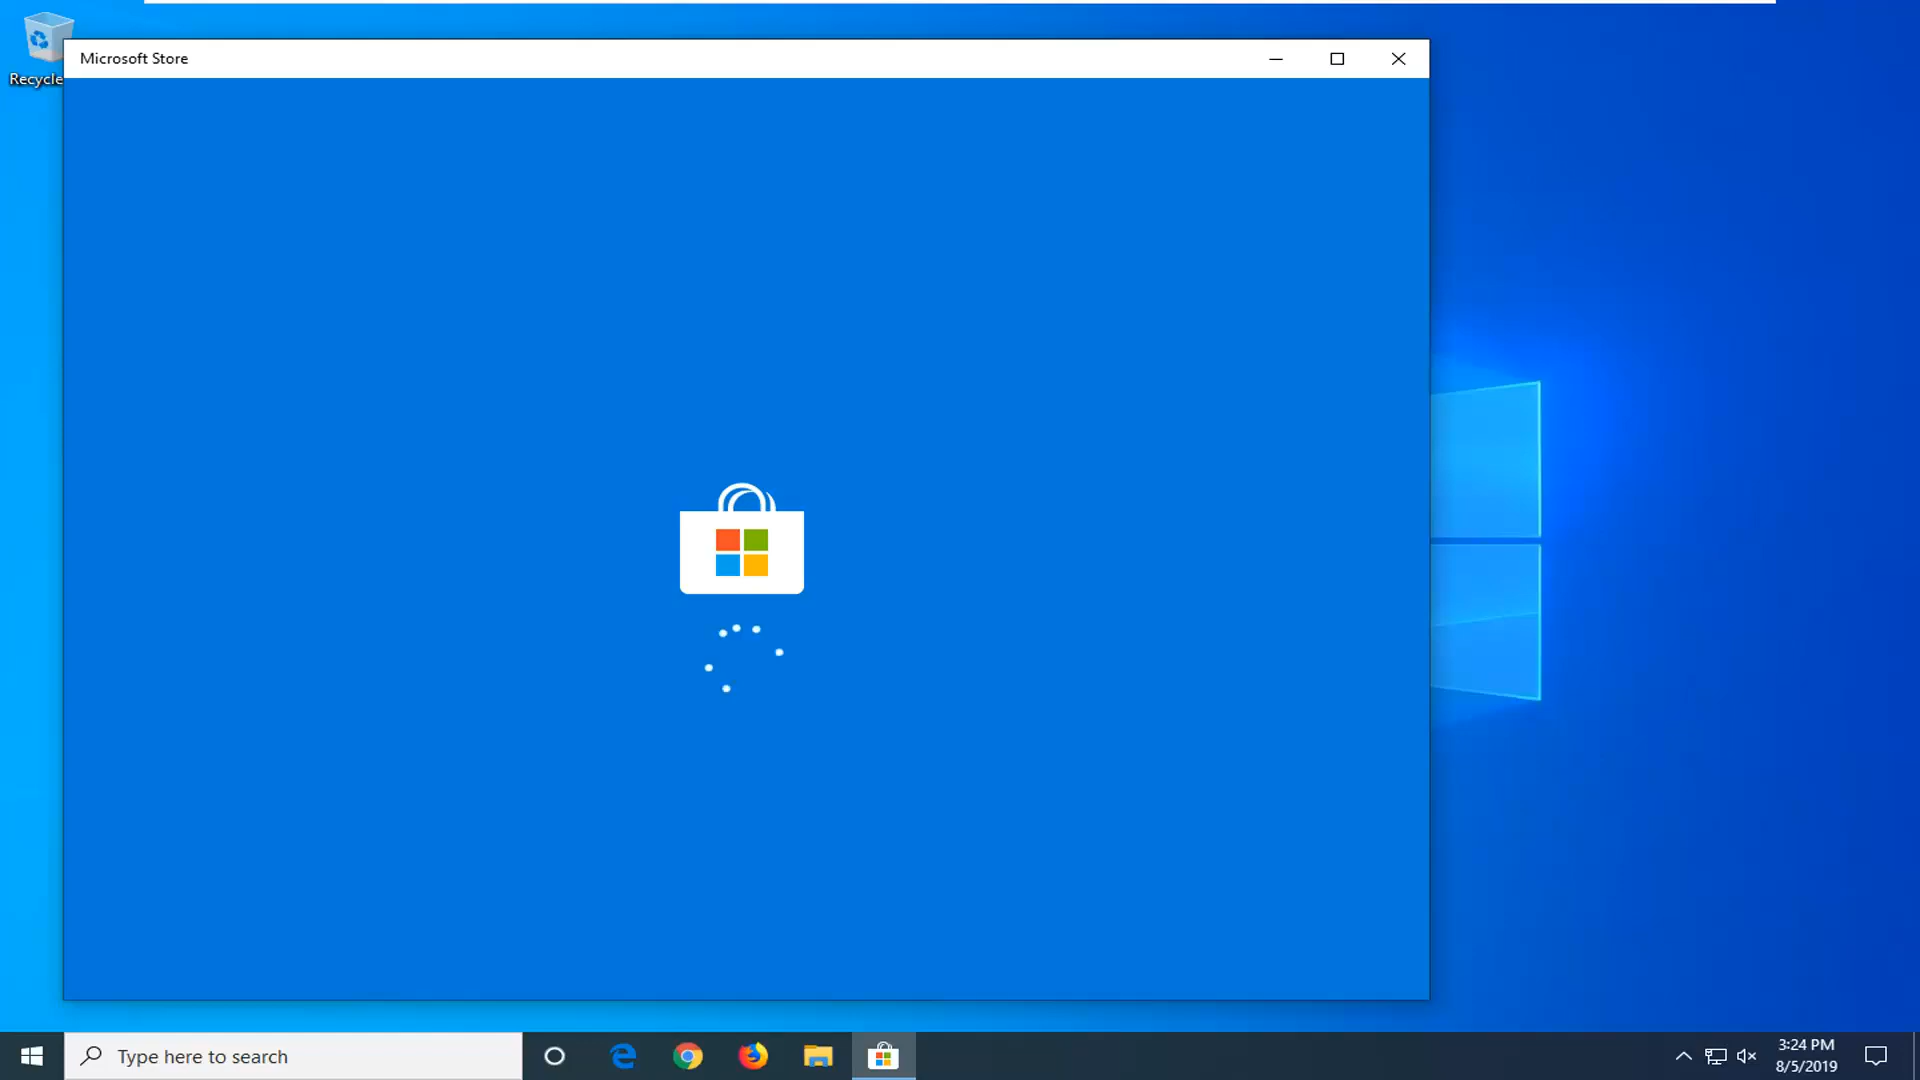 Recycle
Microsoft Store
Type here to search
3:24 PM
8/5/2019